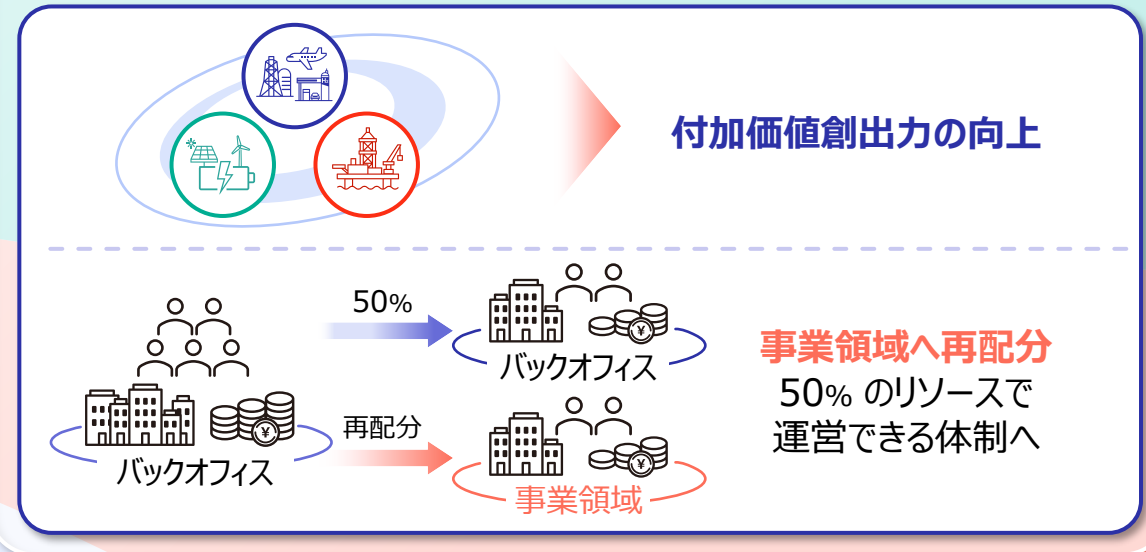 付加価値創出力の向上
50%
バックオフィス
再配分
バックオフィス
事業領域
事業領域へ再配分
50% のリソースで
運営できる体制へ
¥
¥
¥